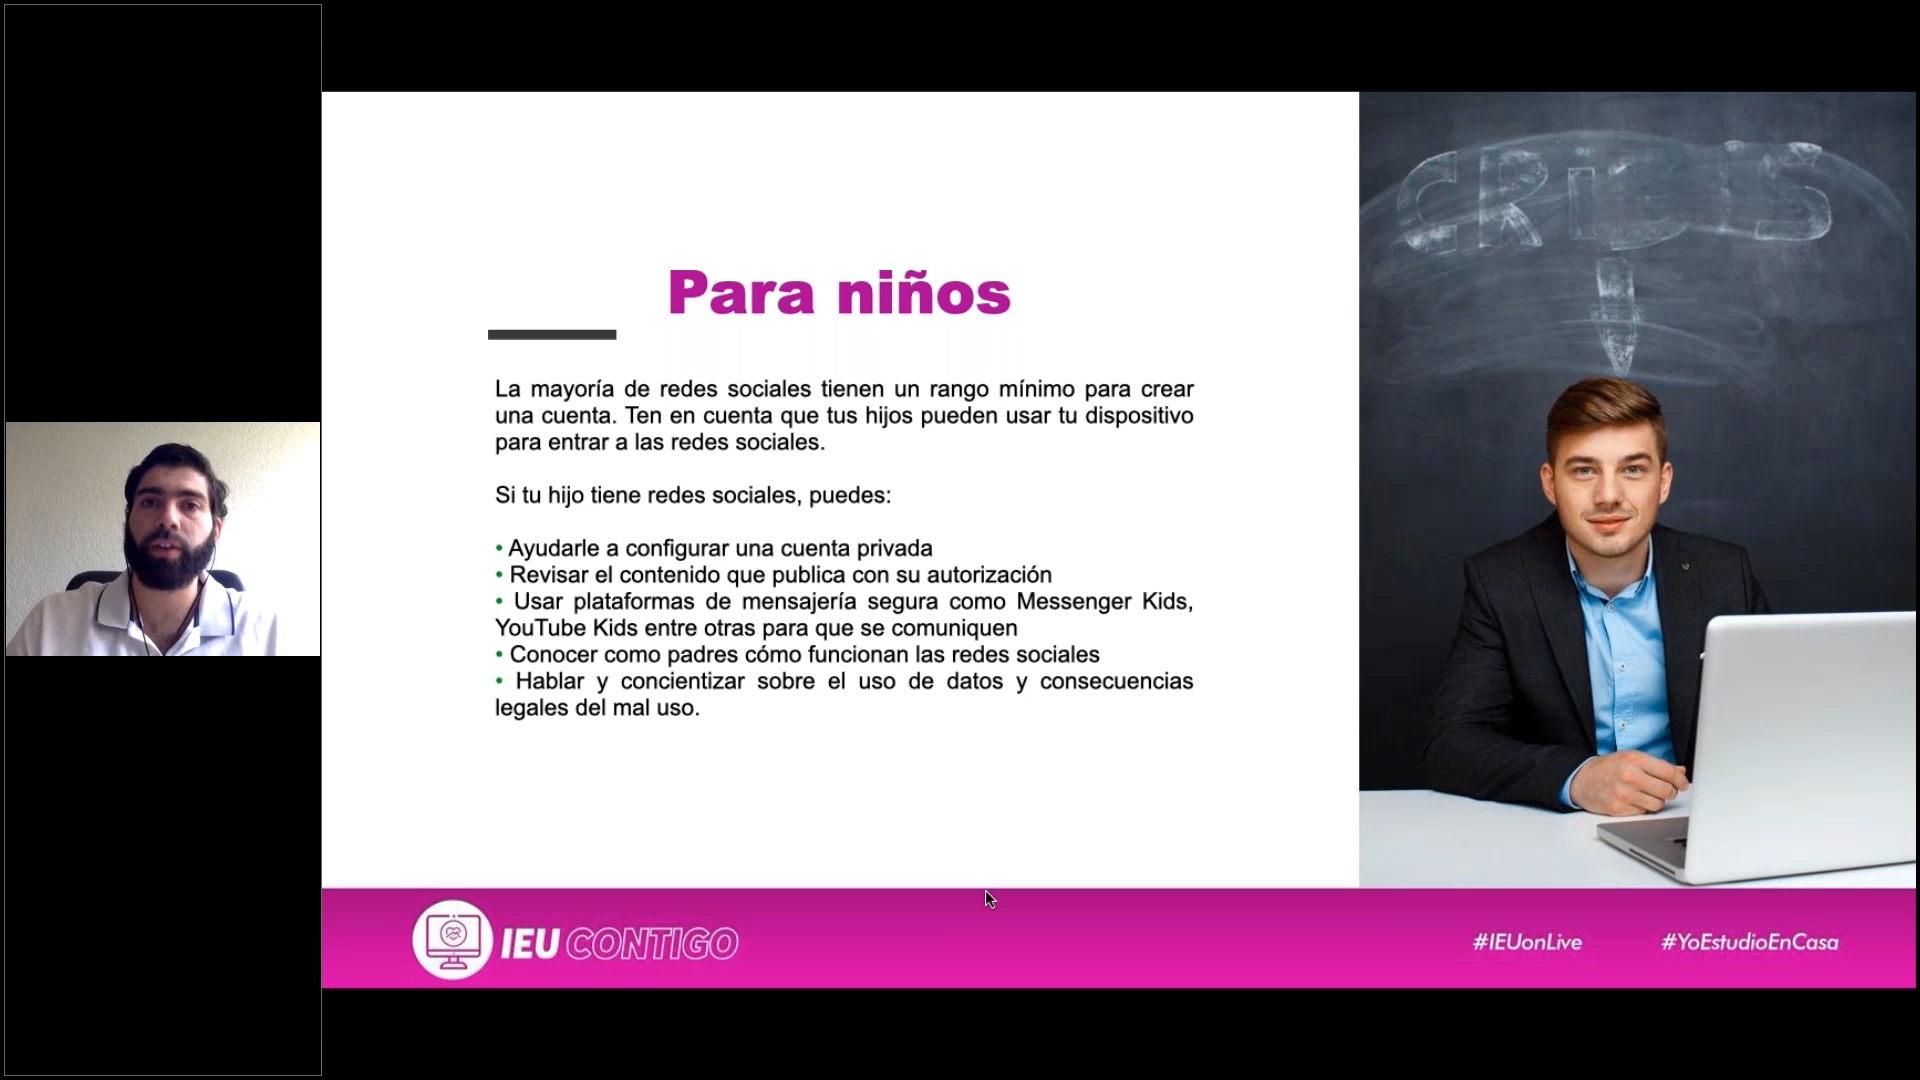 Para niños
La mayoría de redes sociales tienen un rango mínimo para crear
una cuenta. Ten en cuenta que tus hijos pueden usar tu dispositivo
para entrar a las redes sociales.
Si tu hijo tiene redes sociales, puedes:
• Ayudarle a configurar una cuenta privada
• Revisar el contenido que publica con su autorización
• Usar plataformas de mensajería segura como Messenger Kids,
YouTube Kids entre otras para que se comuniquen
• Conocer como padres cómo funcionan las redes sociales
• Hablar y concientizar sobre el uso de datos y consecuencias
legales del mal uso.
CRiSIS
IEU CONTIGO
#IEUonLive
#YoEstudioEnCasa